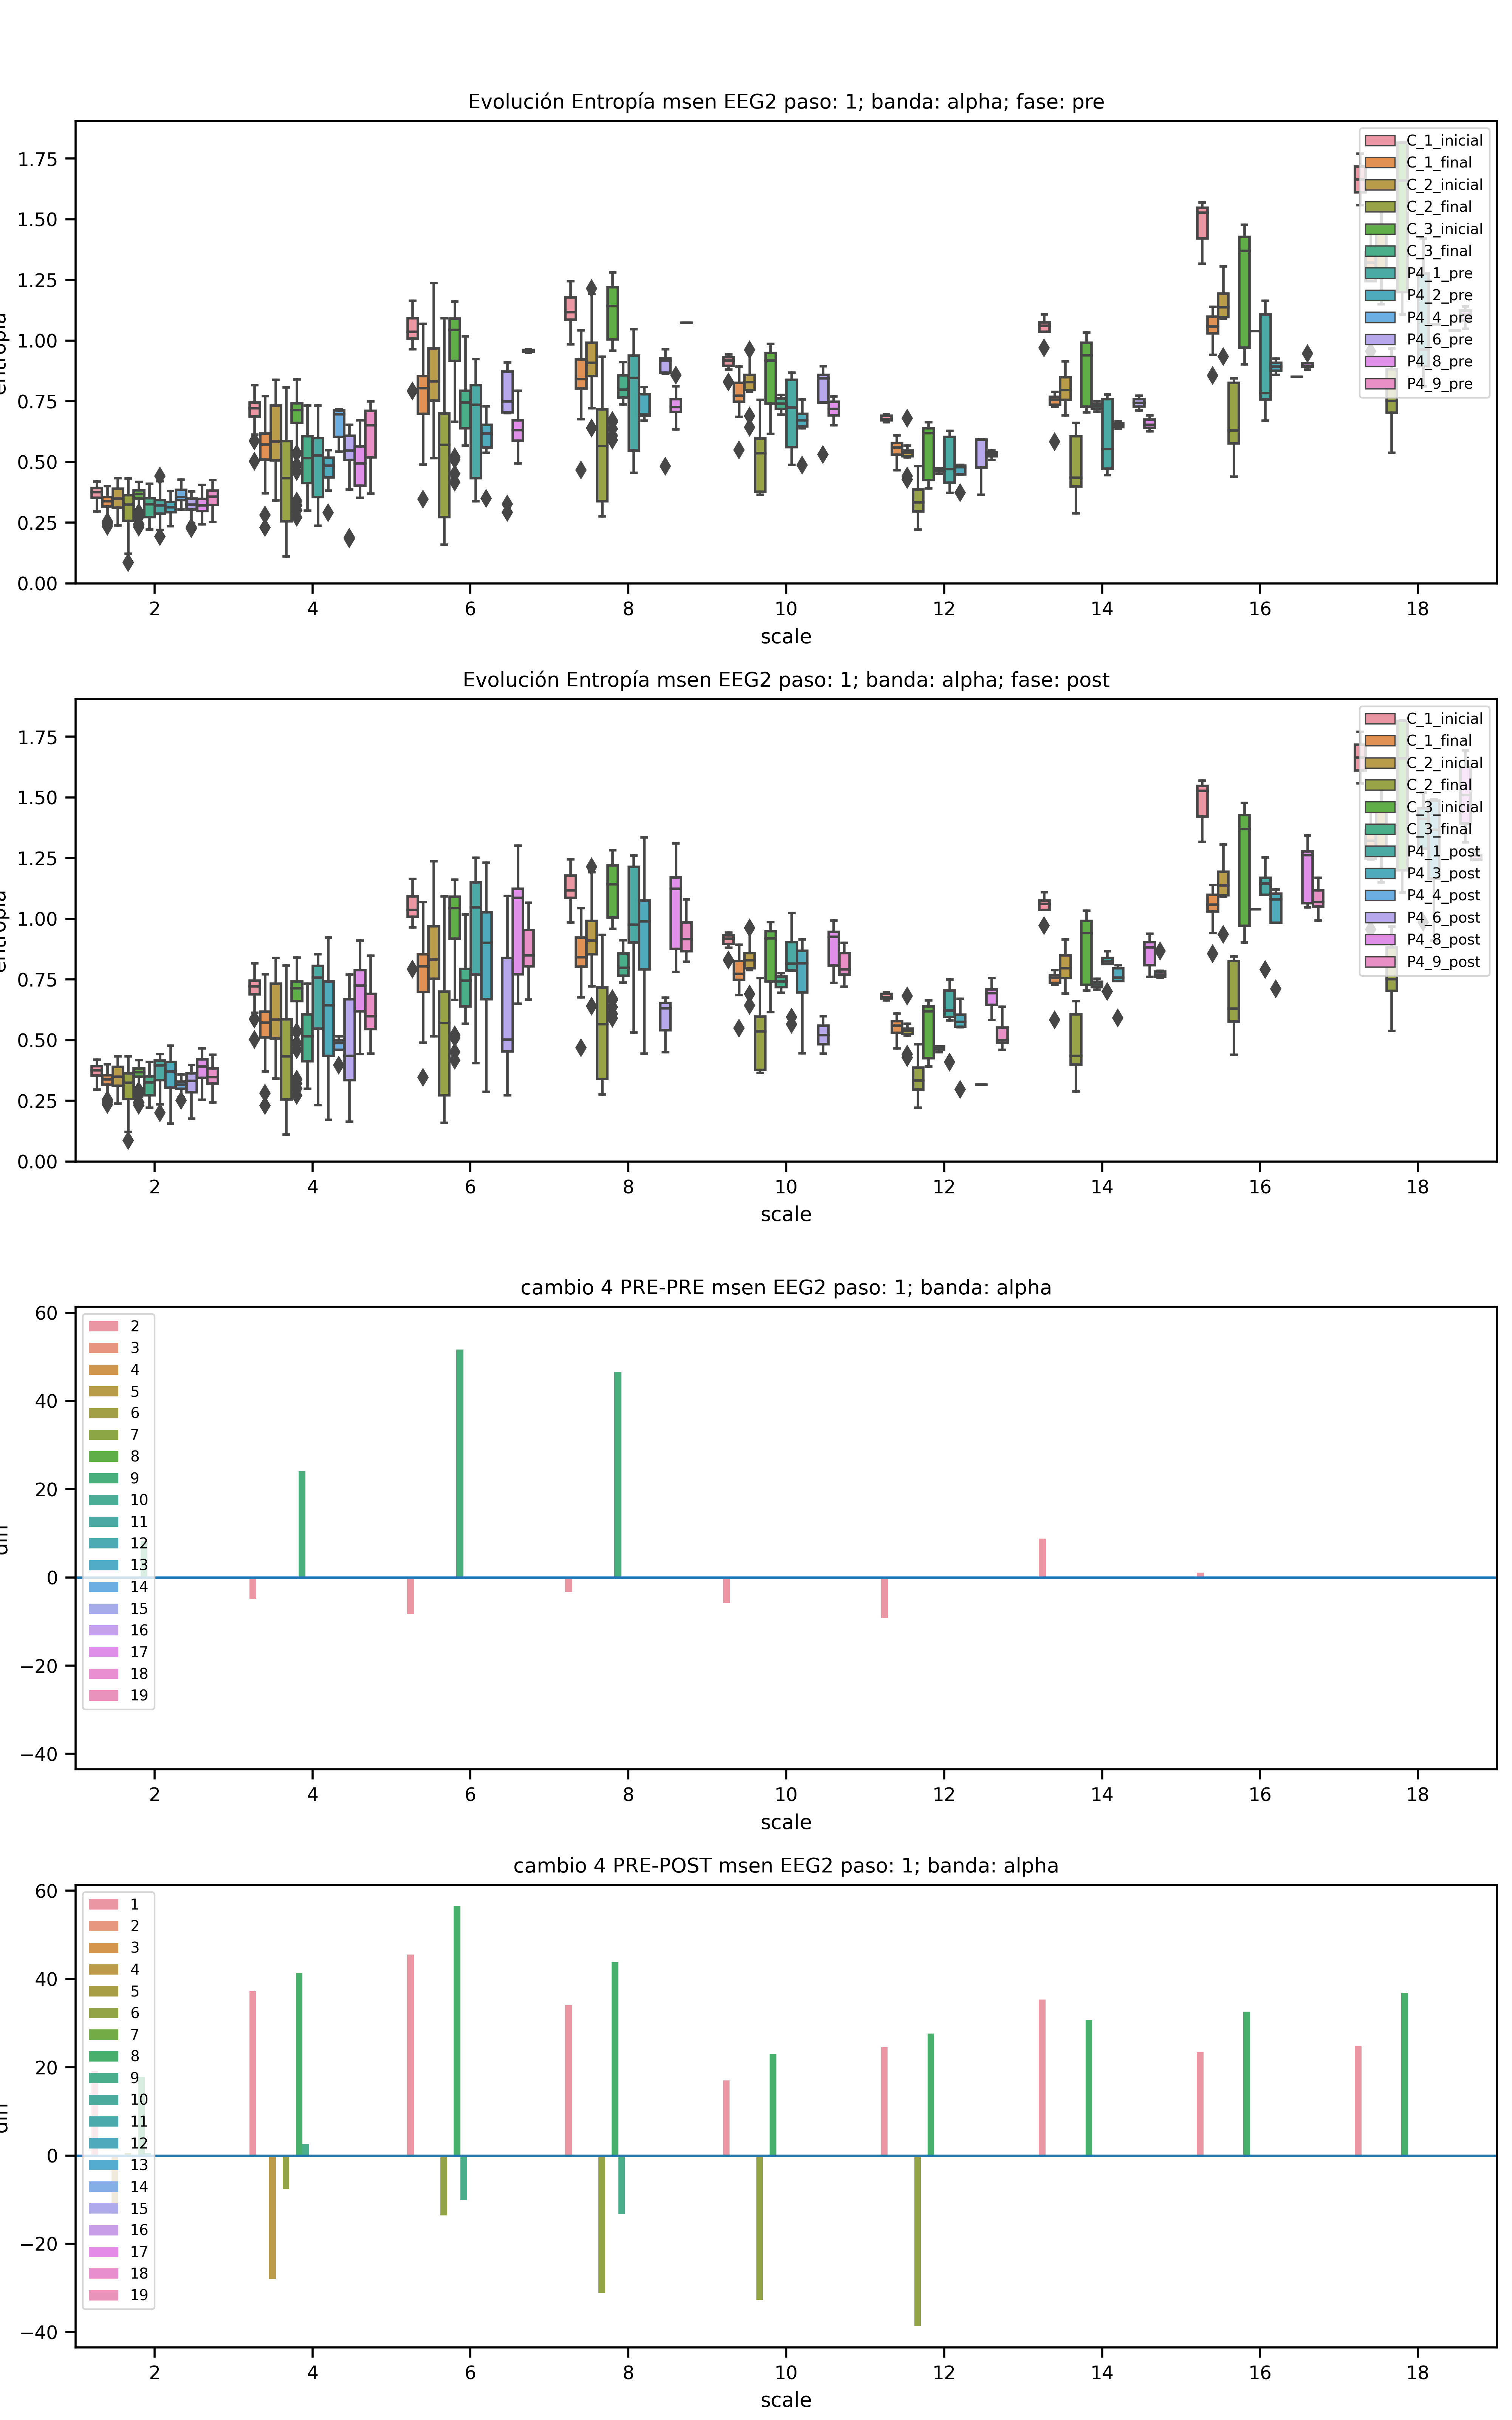 Evolución Entropía msen EEG2 paso: 1; banda: alpha; fase: pre
1.75
1.50
1.25
1.00
0.75
0.50
0.25
0.00
C_1_inicial
C_1_final
C_2_inicial
C_2_final
C_3_inicial
C_3_final
P4_1_pre
P4_2_pre
P4_4_pre
P4_6_pre
P4_8_pre
P4_9_pre
2 4 6 8 10 12 14 16 18
scale
Evolución Entropía msen EEG2 paso: 1; banda: alpha; fase: post
1.75
1.50
1.25
1.00
0.75
0.50
0.25
0.00
C_1_inicial
C_1_final
C_2_inicial
C_2_final
C_3_inicial
C_3_final
P4_1_post
P4_3_post
P4_4_post
P4_6_post
P4_8_post
P4_9_post
2 4 6 8 10 12 14 16 18
scale
cambio 4 PRE-PRE msen EEG2 paso: 1; banda: alpha
60
40
20
0
−20
−40
2
3
4
5
6
7
8
9
10
11
12
13
14
15
16
17
18
19
2 4 6 8 10 12 14 16 18
scale
cambio 4 PRE-POST msen EEG2 paso: 1; banda: alpha
60
40
20
0
−20
−40
1
2
3
4
5
6
7
8
9
10
11
12
13
14
15
16
17
18
19
2 4 6 8 10 12 14 16 18
scale